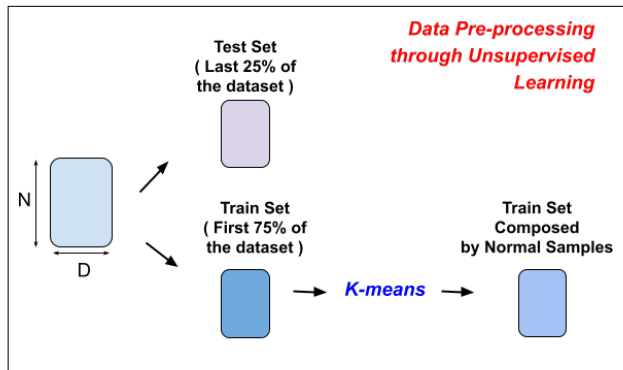 Data Pre-processing
through Unsupervised
Learning
Test Set
( Last 25% of
the dataset )
N
D
Train Set
( First 75% of
the dataset )
K-means
Train Set
Composed
by Normal Samples